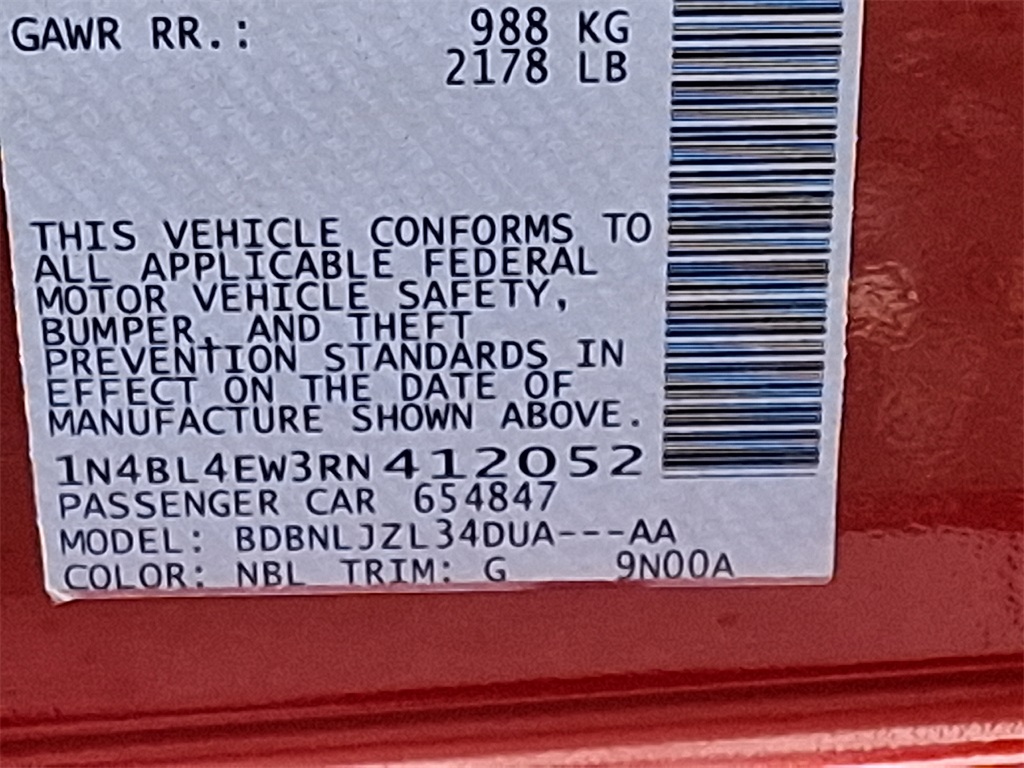 GAWR RR.: 988 KG
2178 LB
THIS VEHICLE CONFORMS TO
ALL APPLICABLE FEDERAL
MOTOR VEHICLE SAFETY,
BUMPER, AND THEFT
PREVENTION STANDARDS IN
EFFECT ON THE DATE OF
MANUFACTURE SHOWN ABOVE.
1N4BL4EW3RN412052
PASSENGER CAR 654847
MODEL: BDBNLJZL34DUA---AA
COLOR: NBL TRIM: G 9N00A